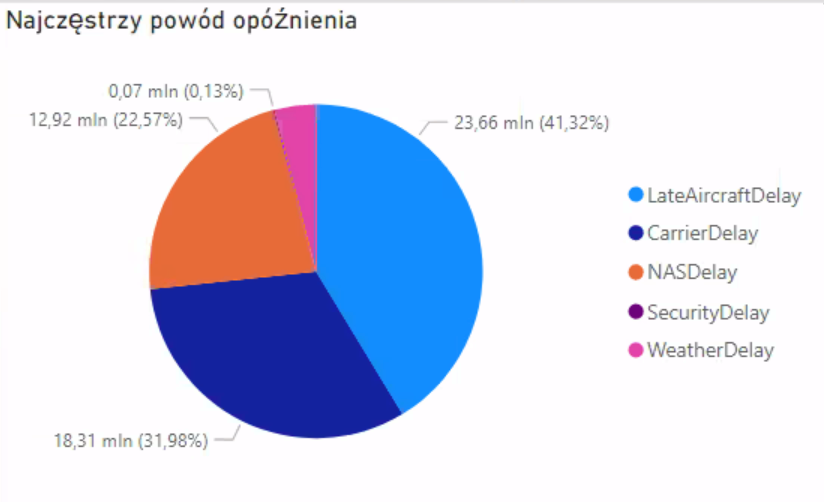 Najczęstrzy powód opóźnienia
0,07 mln (0,13%)
12,92 mln (22,57%)
23,66 mln (41,32%)
18,31 mln (31,98%)
LateAircraftDelay
CarrierDelay
NASDelay
SecurityDelay
WeatherDelay